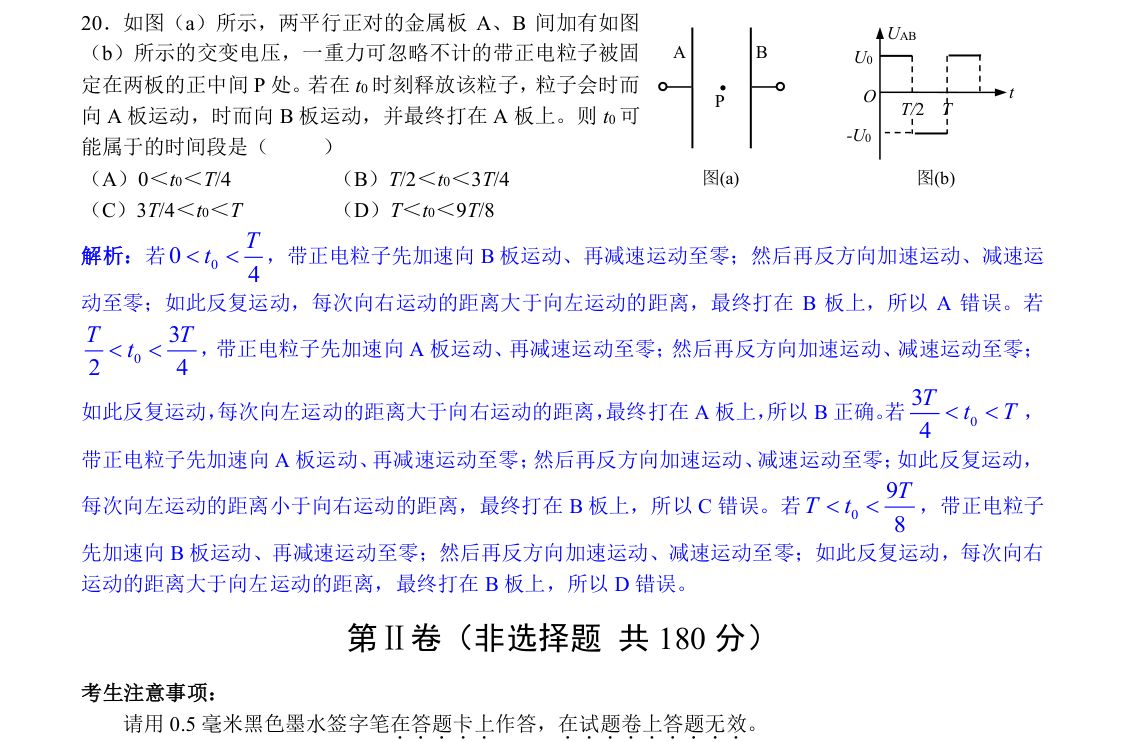 20．如图（a）所示，两平行正对的金属板 A、B 间加有如图
（b）所示的交变电压，一重力可忽略不计的带正电粒子被固
定在两板的正中间 P 处。若在 t₀ 时刻释放该粒子，粒子会时而
向 A 板运动，时而向 B 板运动，并最终打在 A 板上。则 t₀ 可
能属于的时间段是（　　）
（A）0＜t₀＜T/4　（B）T/2＜t₀＜3T/4
（C）3T/4＜t₀＜T　（D）T＜t₀＜9T/8
A
B
P
图(a)
U_AB
U₀
O
T/2
T
t
-U₀
图(b)
解析：若 0 < t₀ < T/4，带正电粒子先加速向 B 板运动、再减速运动至零；然后再反方向加速运动、减速运
动至零；如此反复运动，每次向右运动的距离大于向左运动的距离，最终打在 B 板上，所以 A 错误。若
T/2 < t₀ < 3T/4，带正电粒子先加速向 A 板运动、再减速运动至零；然后再反方向加速运动、减速运动至零；
如此反复运动，每次向左运动的距离大于向右运动的距离，最终打在 A 板上，所以 B 正确。若 3T/4 < t₀ < T，
带正电粒子先加速向 A 板运动、再减速运动至零；然后再反方向加速运动、减速运动至零；如此反复运动，
每次向左运动的距离小于向右运动的距离，最终打在 B 板上，所以 C 错误。若 T < t₀ < 9T/8，带正电粒子
先加速向 B 板运动、再减速运动至零；然后再反方向加速运动、减速运动至零；如此反复运动，每次向右
运动的距离大于向左运动的距离，最终打在 B 板上，所以 D 错误。
第Ⅱ卷（非选择题 共 180 分）
考生注意事项：
请用 0.5 毫米黑色墨水签字笔在答题卡上作答，在试题卷上答题无效。